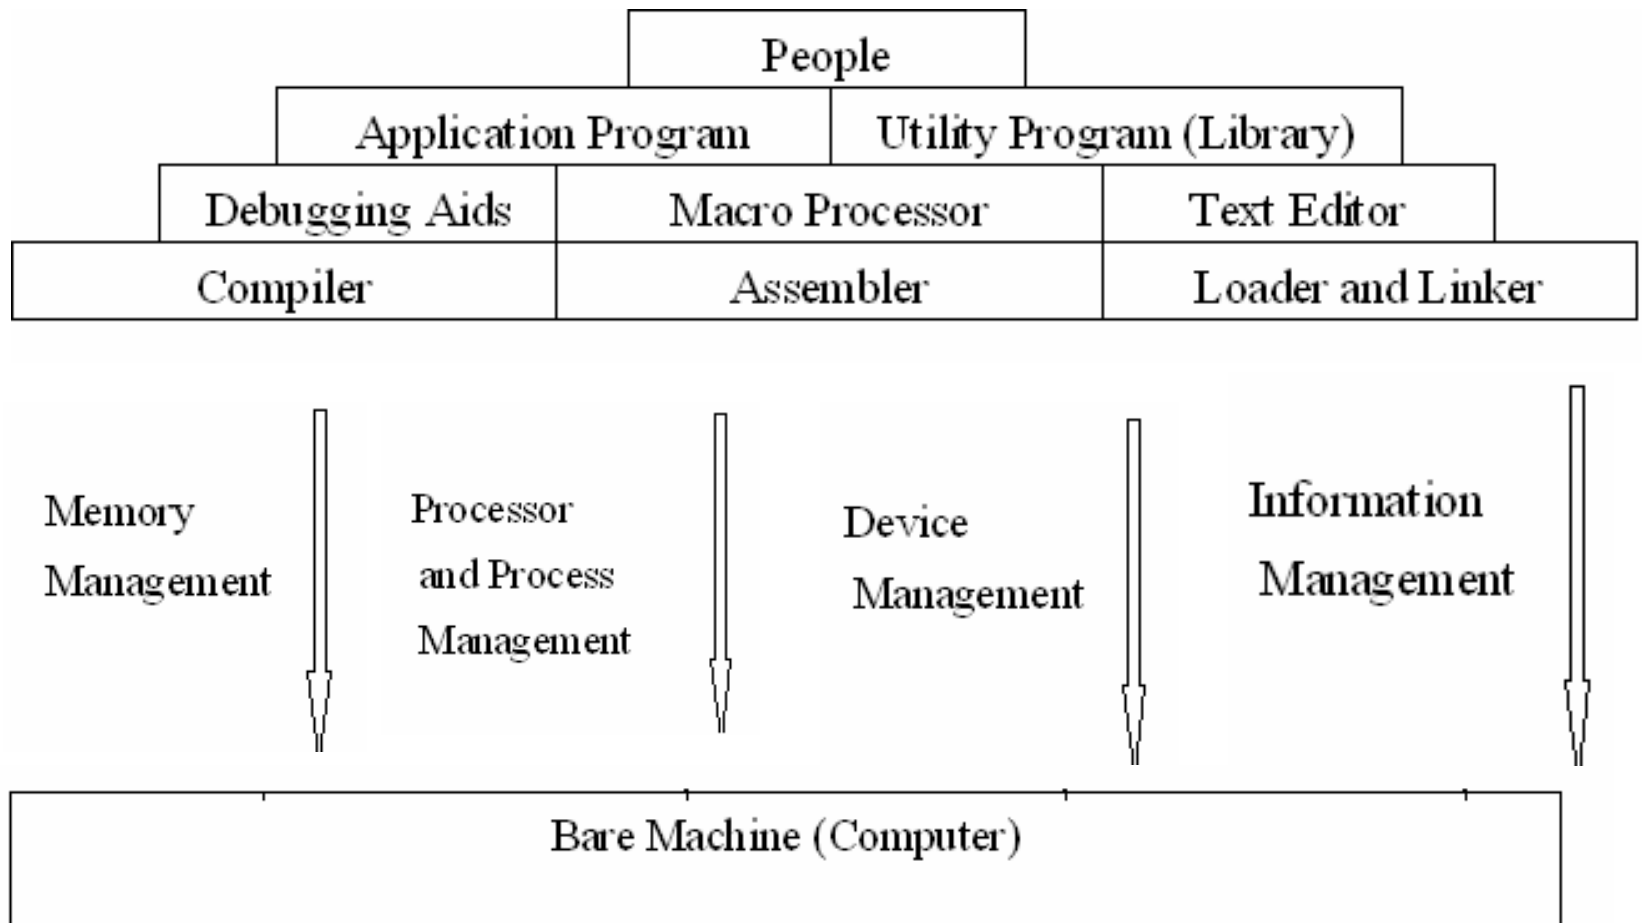 People
Application Program
Utility Program (Library)
Debugging Aids
Macro Processor
Text Editor
Compiler
Assembler
Loader and Linker
Memory
Management
Processor
and Process
Management
Device
Management
Information
Management
Bare Machine (Computer)